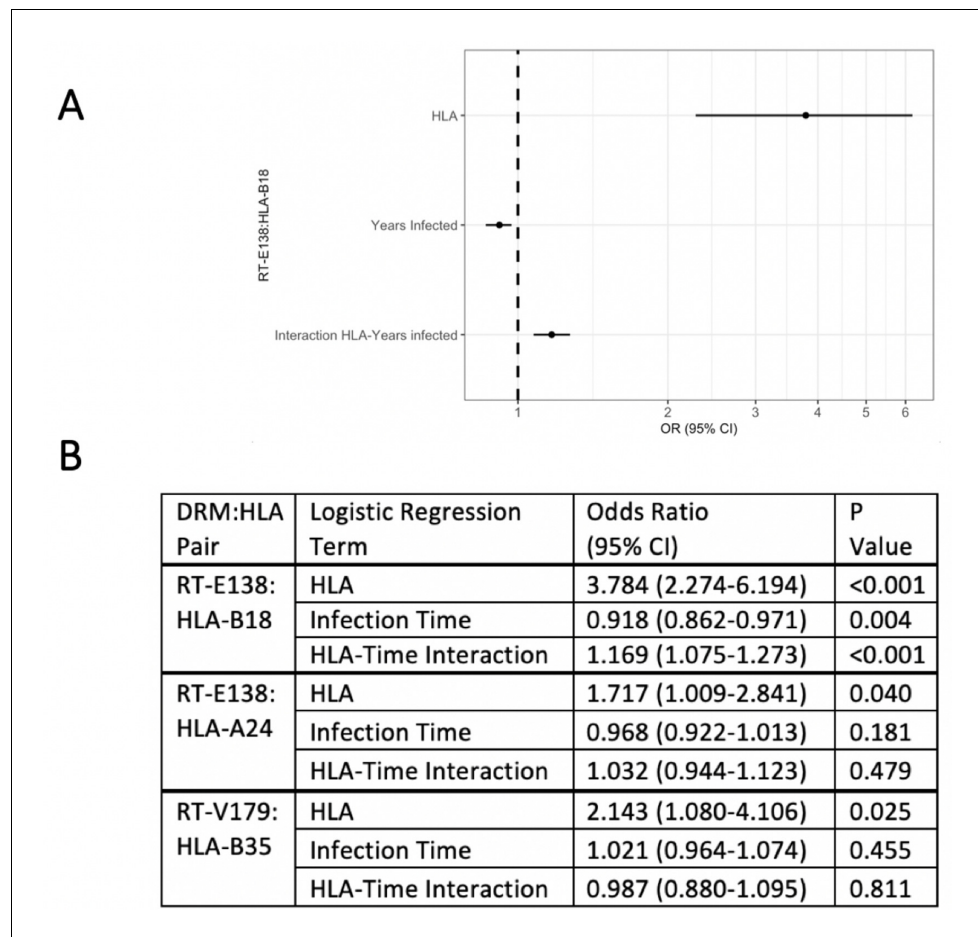 A
RT-E138:HLA-B18
HLA
Years Infected
Interaction HLA-Years infected
1 2 3 4 5 6
OR (95% CI)
B
DRM:HLA Pair Logistic Regression Term Odds Ratio (95% CI) P Value
RT-E138: HLA-B18 HLA 3.784 (2.274-6.194) <0.001
Infection Time 0.918 (0.862-0.971) 0.004
HLA-Time Interaction 1.169 (1.075-1.273) <0.001
RT-E138: HLA-A24 HLA 1.717 (1.009-2.841) 0.040
Infection Time 0.968 (0.922-1.013) 0.181
HLA-Time Interaction 1.032 (0.944-1.123) 0.479
RT-V179: HLA-B35 HLA 2.143 (1.080-4.106) 0.025
Infection Time 1.021 (0.964-1.074) 0.455
HLA-Time Interaction 0.987 (0.880-1.095) 0.811